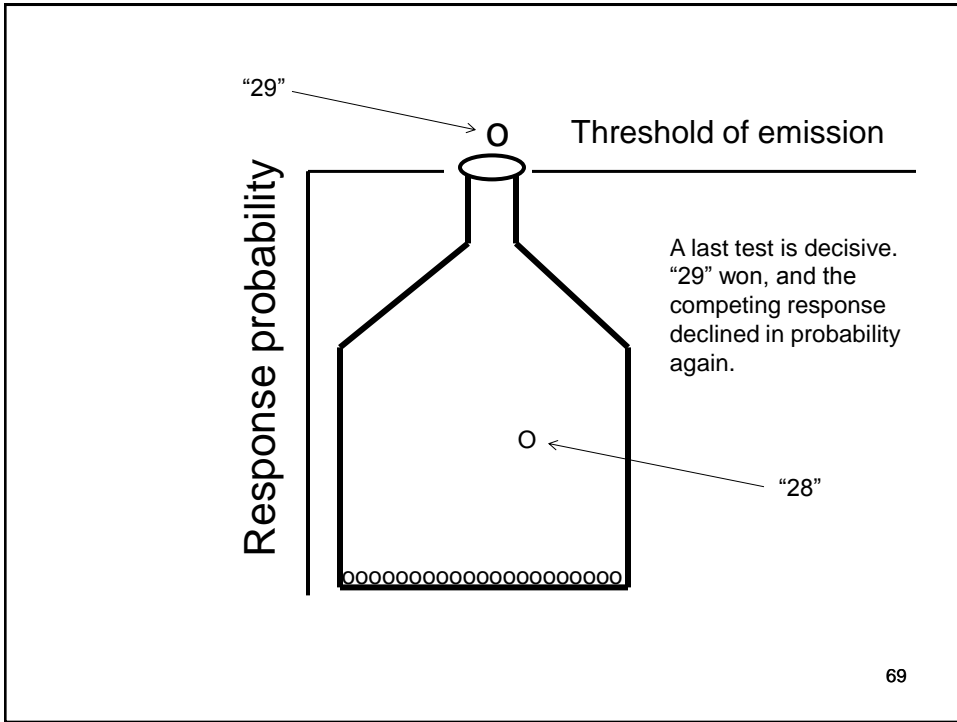 “29”
o
Threshold of emission
Response probability
A last test is decisive.
“29” won, and the
competing response
declined in probability
again.
o
“28”
ooooooooooooooooooooo
69